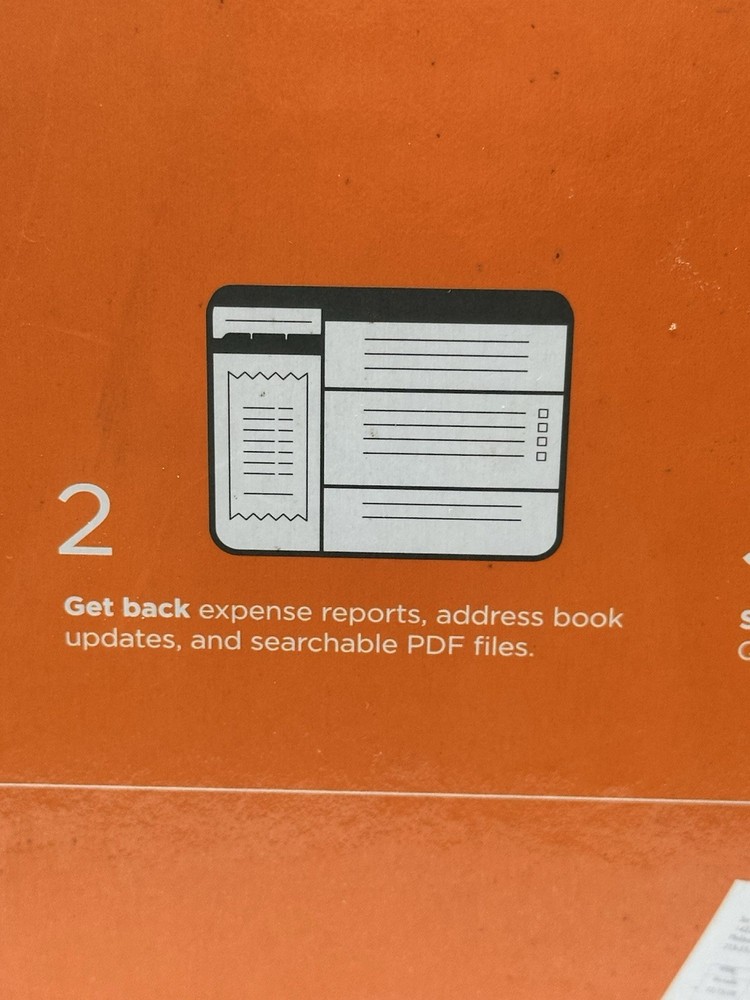 2
Get back expense reports, address book
updates, and searchable PDF files.